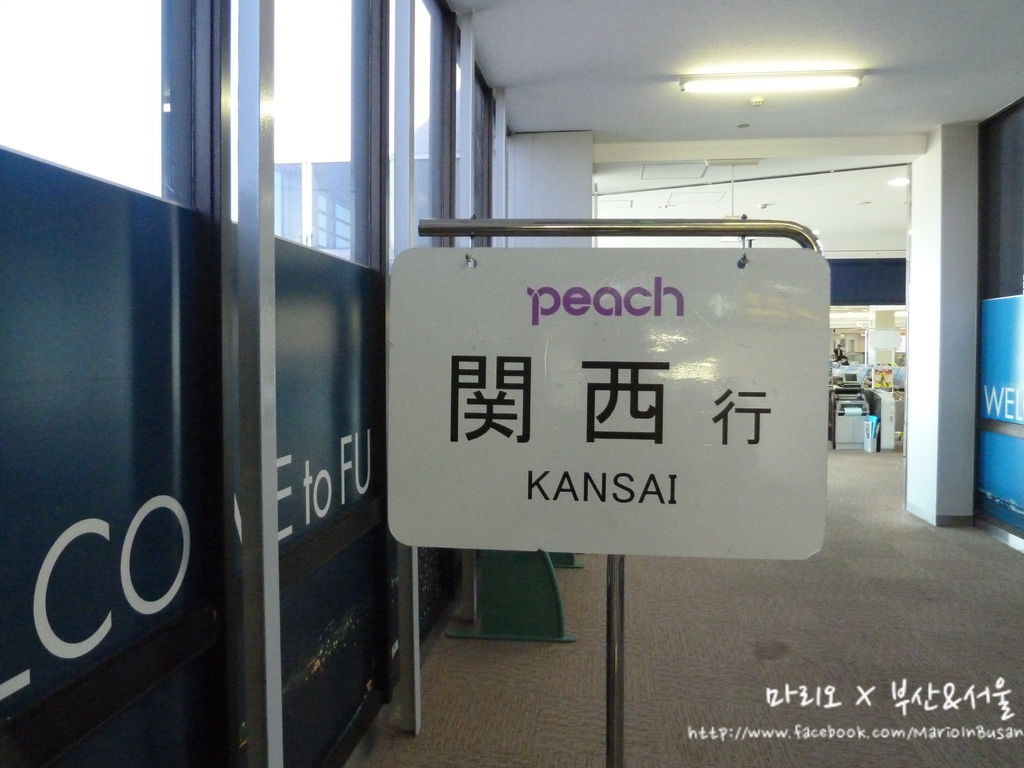 peach
関西 行
KANSAI
LCO
E to FU
WEL
마리오 X 부산&서울
http://www.facebook.com/MarioInBusan